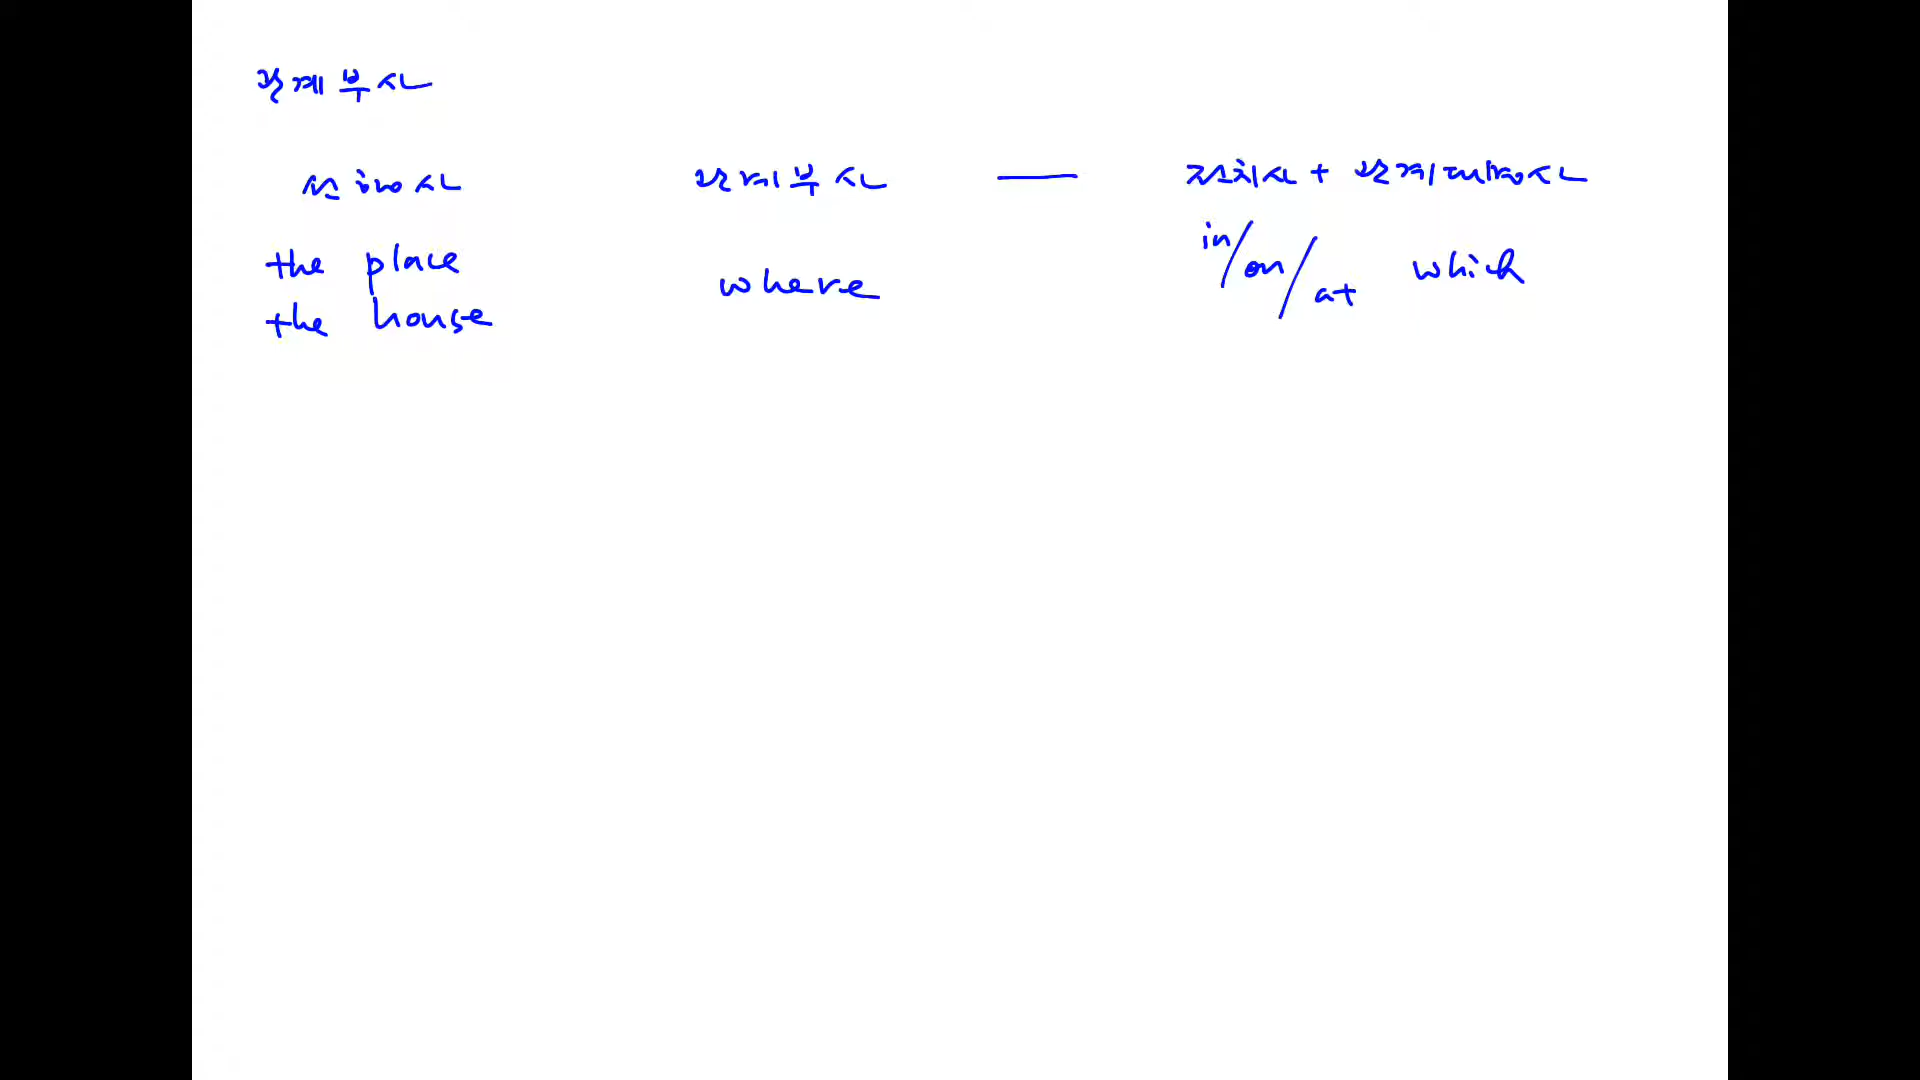 관계부사
선행사 관계부사 — 전치사 + 관계대명사
the place where in/on/at which
the house